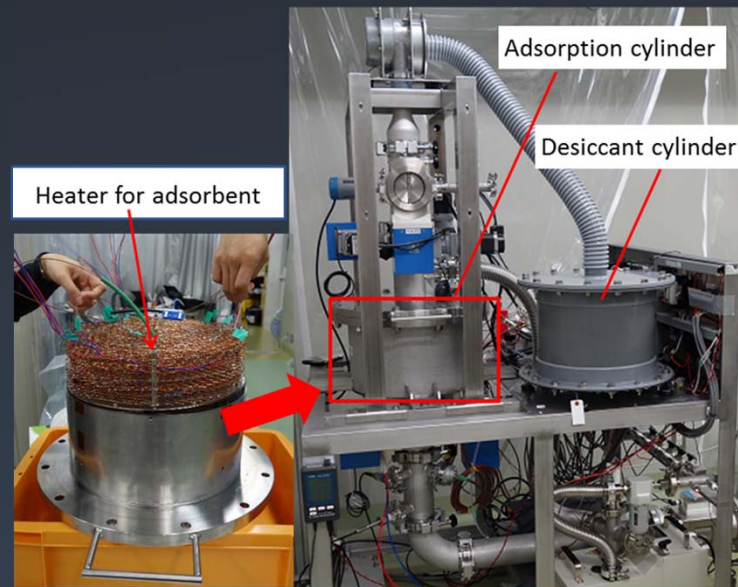 Adsorption cylinder
Desiccant cylinder
Heater for adsorbent